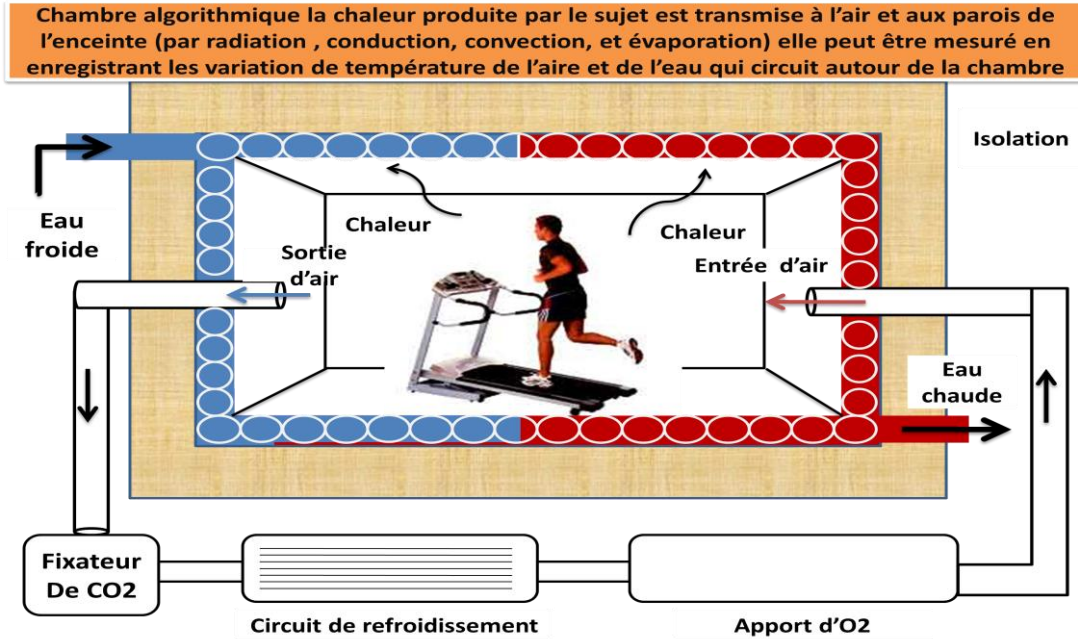 Chambre algorithmique la chaleur produite par le sujet est transmise à l'air et aux parois de
l'enceinte (par radiation , conduction, convection, et évaporation) elle peut être mesuré en
enregistrant les variation de température de l'aire et de l'eau qui circuit autour de la chambre
Isolation
Eau
froide
Chaleur
Chaleur
Sortie
d'air
Entrée d'air
Eau
chaude
Fixateur
De CO2
Circuit de refroidissement
Apport d'O2